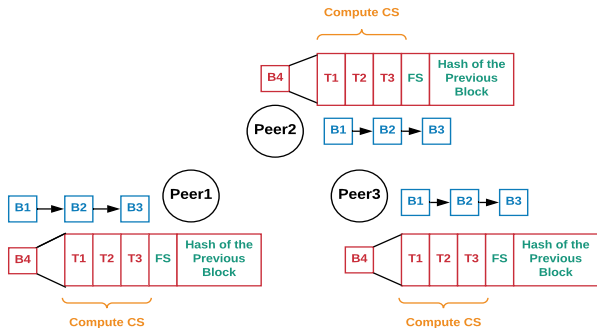 Compute CS
B4 T1 T2 T3 FS Hash of the
Previous
Block
Peer2 B1 B2 B3
Peer1
B1 B2 B3
B4 T1 T2 T3 FS Hash of the
Previous
Block
Compute CS
Peer3
B1 B2 B3
B4 T1 T2 T3 FS Hash of the
Previous
Block
Compute CS